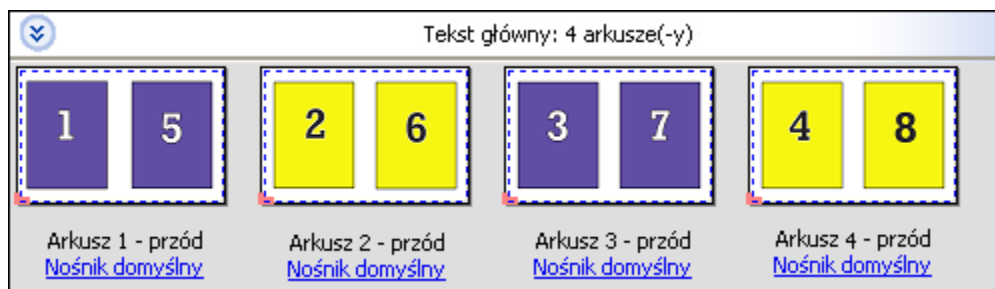 Tekst główny: 4 arkusze(-y)
1 5 2 6 3 7 4 8
Arkusz 1 - przód Arkusz 2 - przód Arkusz 3 - przód Arkusz 4 - przód
Nośnik domyślny Nośnik domyślny Nośnik domyślny Nośnik domyślny